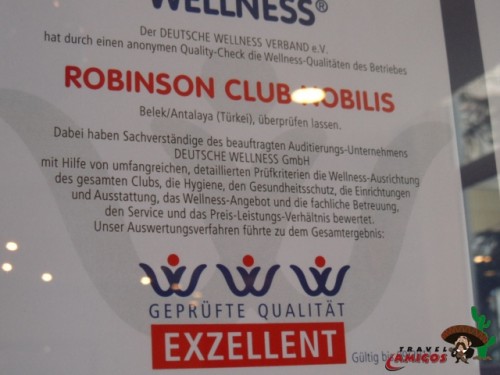 WELLNESS®
Der DEUTSCHE WELLNESS VERBAND e.V.
hat durch einen anonymen Quality-Check die Wellness-Qualitäten des Betriebes
ROBINSON CLUB NOBILIS
Belek/Antalaya (Türkei), überprüfen lassen.
Dabei haben Sachverständige des beauftragten Auditierungs-Unternehmens
DEUTSCHE WELLNESS GmbH
mit Hilfe von umfangreichen, detaillierten Prüfkriterien die Wellness-Ausrichtung
des gesamten Clubs, die Hygiene, den Gesundheitsschutz, die Einrichtungen
und Ausstattung, das Wellness-Angebot und die fachliche Betreuung,
den Service und das Preis-Leistungs-Verhältnis bewertet.
Unser Auswertungsverfahren führte zu dem Gesamtergebnis:
GEPRÜFTE QUALITÄT
EXZELLENT
Gültig bis
TRAVEL
AMIGOS